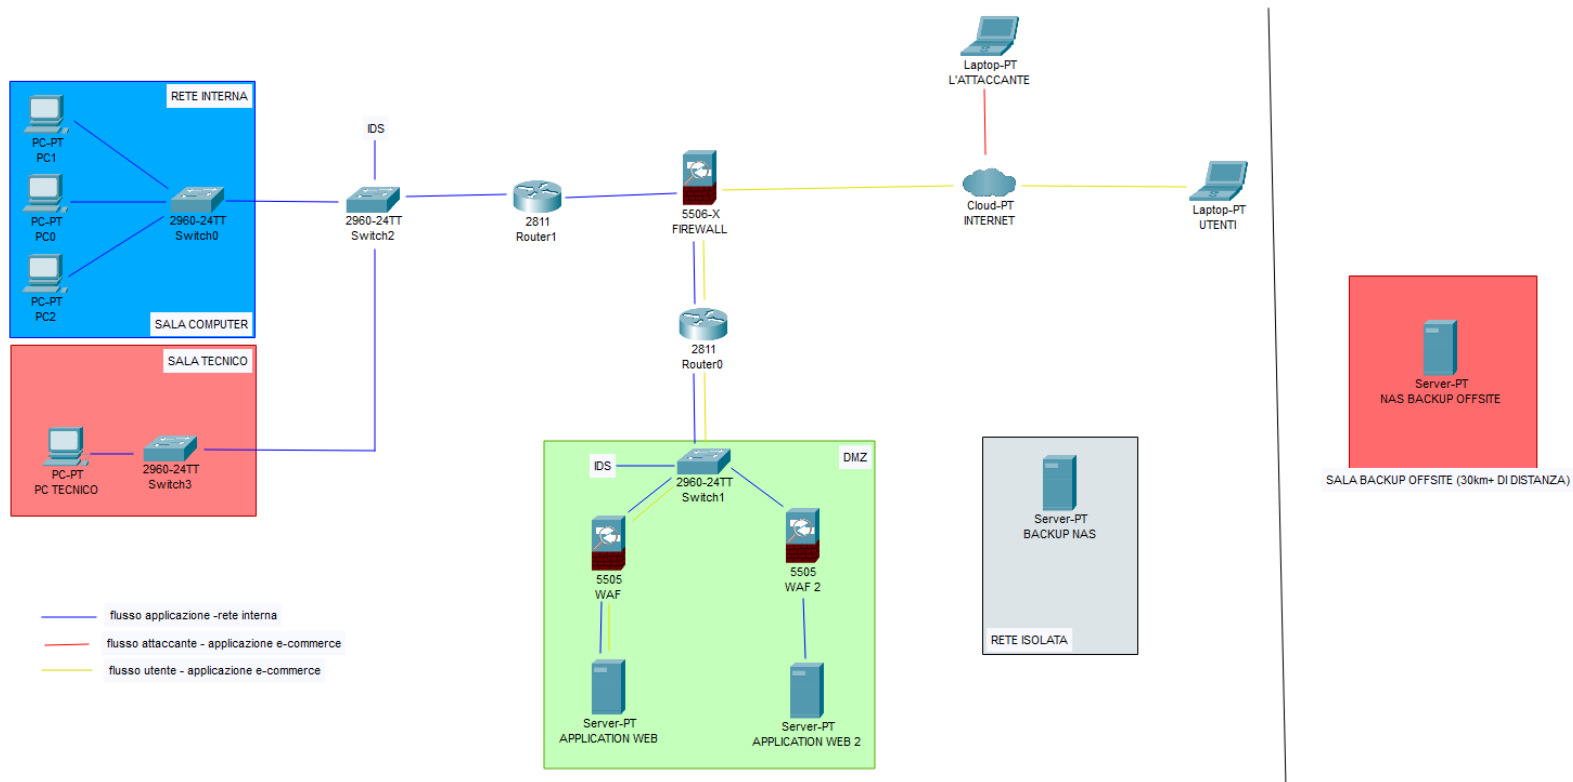 Laptop-PT
L'ATTACCANTE
RETE INTERNA
PC-PT
PC1
PC-PT
PC0
PC-PT
PC2
2960-24TT
Switch0
SALA COMPUTER
IDS
2960-24TT
Switch2
2811
Router1
5506-X
FIREWALL
Cloud-PT
INTERNET
Laptop-PT
UTENTI
2811
Router0
SALA TECNICO
PC-PT
PC TECNICO
2960-24TT
Switch3
DMZ
IDS
2960-24TT
Switch1
5505
WAF
5505
WAF 2
Server-PT
APPLICATION WEB
Server-PT
APPLICATION WEB 2
Server-PT
BACKUP NAS
RETE ISOLATA
Server-PT
NAS BACKUP OFFSITE
SALA BACKUP OFFSITE (30km+ DI DISTANZA)
flusso applicazione -rete interna
flusso attaccante - applicazione e-commerce
flusso utente - applicazione e-commerce